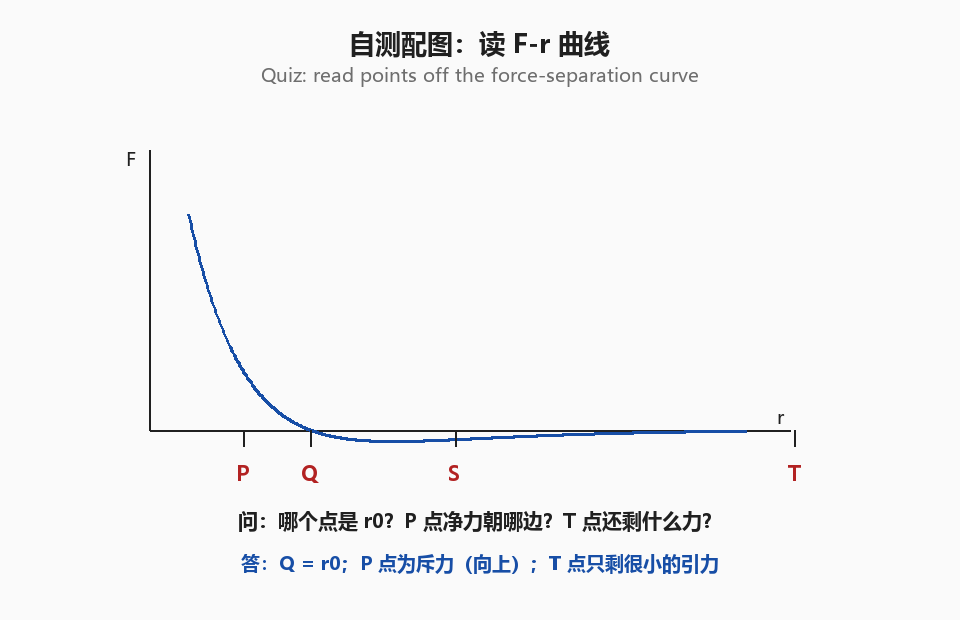 自测配图：读 F-r 曲线
Quiz: read points off the force-separation curve
F
r
P Q S T
问：哪个点是 r0？P 点净力朝哪边？T 点还剩什么力？
答：Q = r0；P 点为斥力（向上）；T 点只剩很小的引力